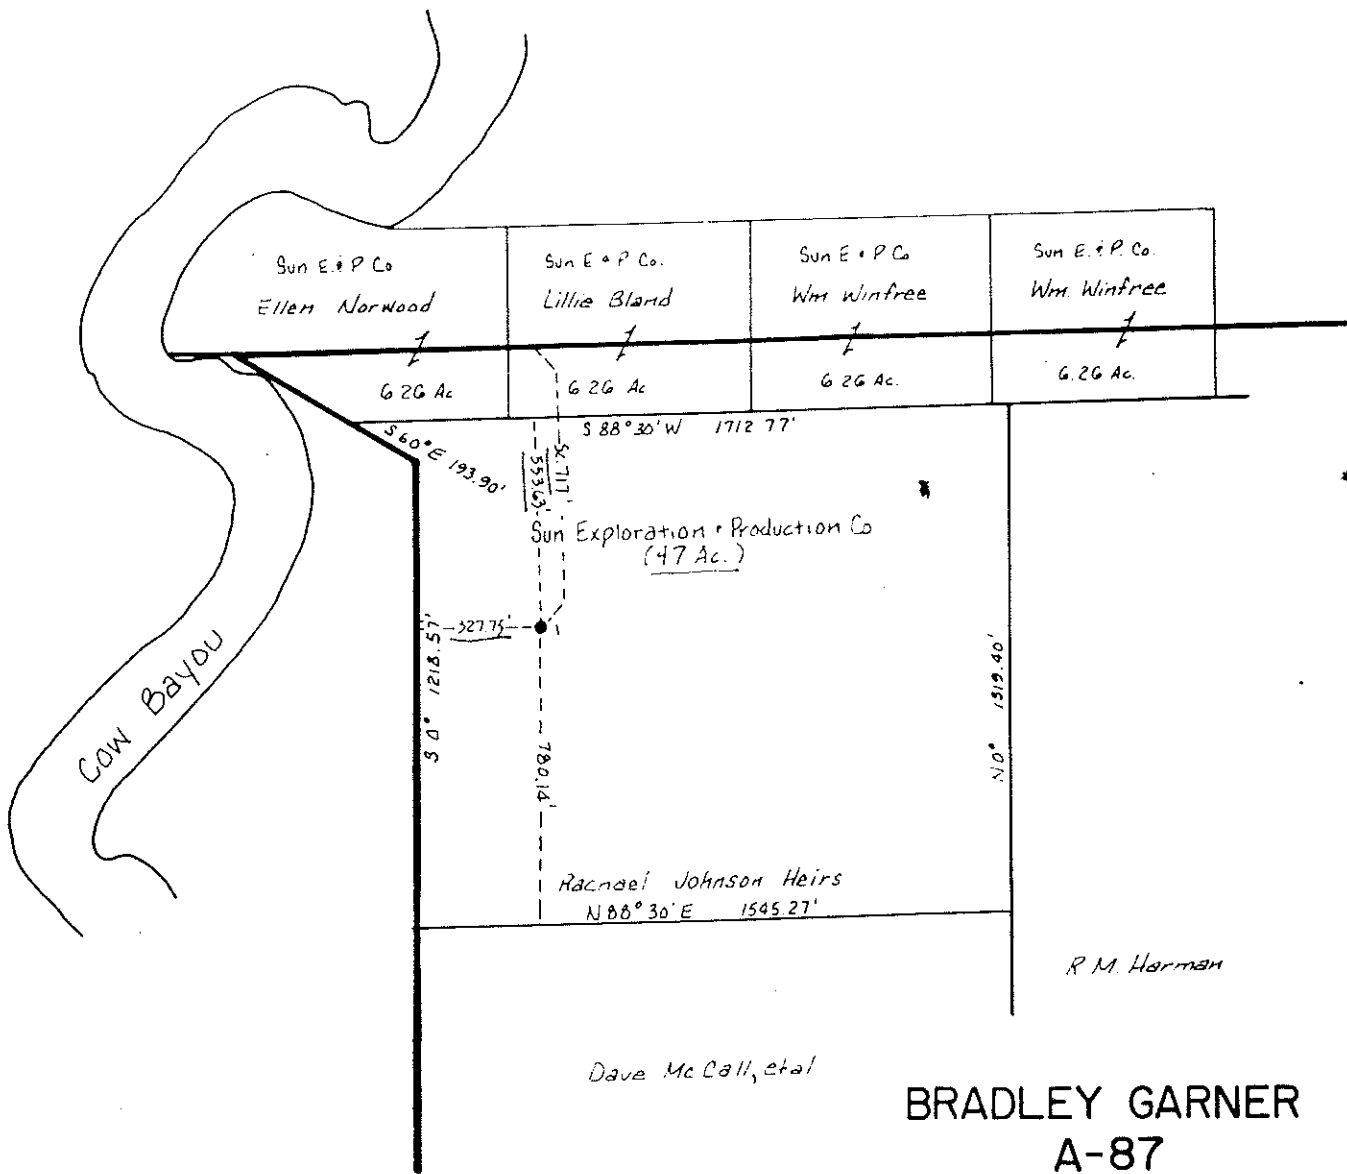 Sun E. & P Co
Ellen Norwood
6.26 Ac
Sun E & P Co.
Lillie Bland
6.26 Ac
Sun E & P Co
Wm Winfree
6.26 Ac.
Sun E. & P. Co.
Wm. Winfree
6.26 Ac.
S 88°30' W 1712.77'
S 60° E 193.90'
Sc. 717'
553.63'
Sun Exploration & Production Co
(47 Ac.)
327.75'
S 0° 1218.57'
N 0° 1319.40'
780.14'
Cow Bayou
Johnson Heirs
N 88° 30' E 1545.27'
R M. Harman
Dave McCall, etal
BRADLEY GARNER
A-87